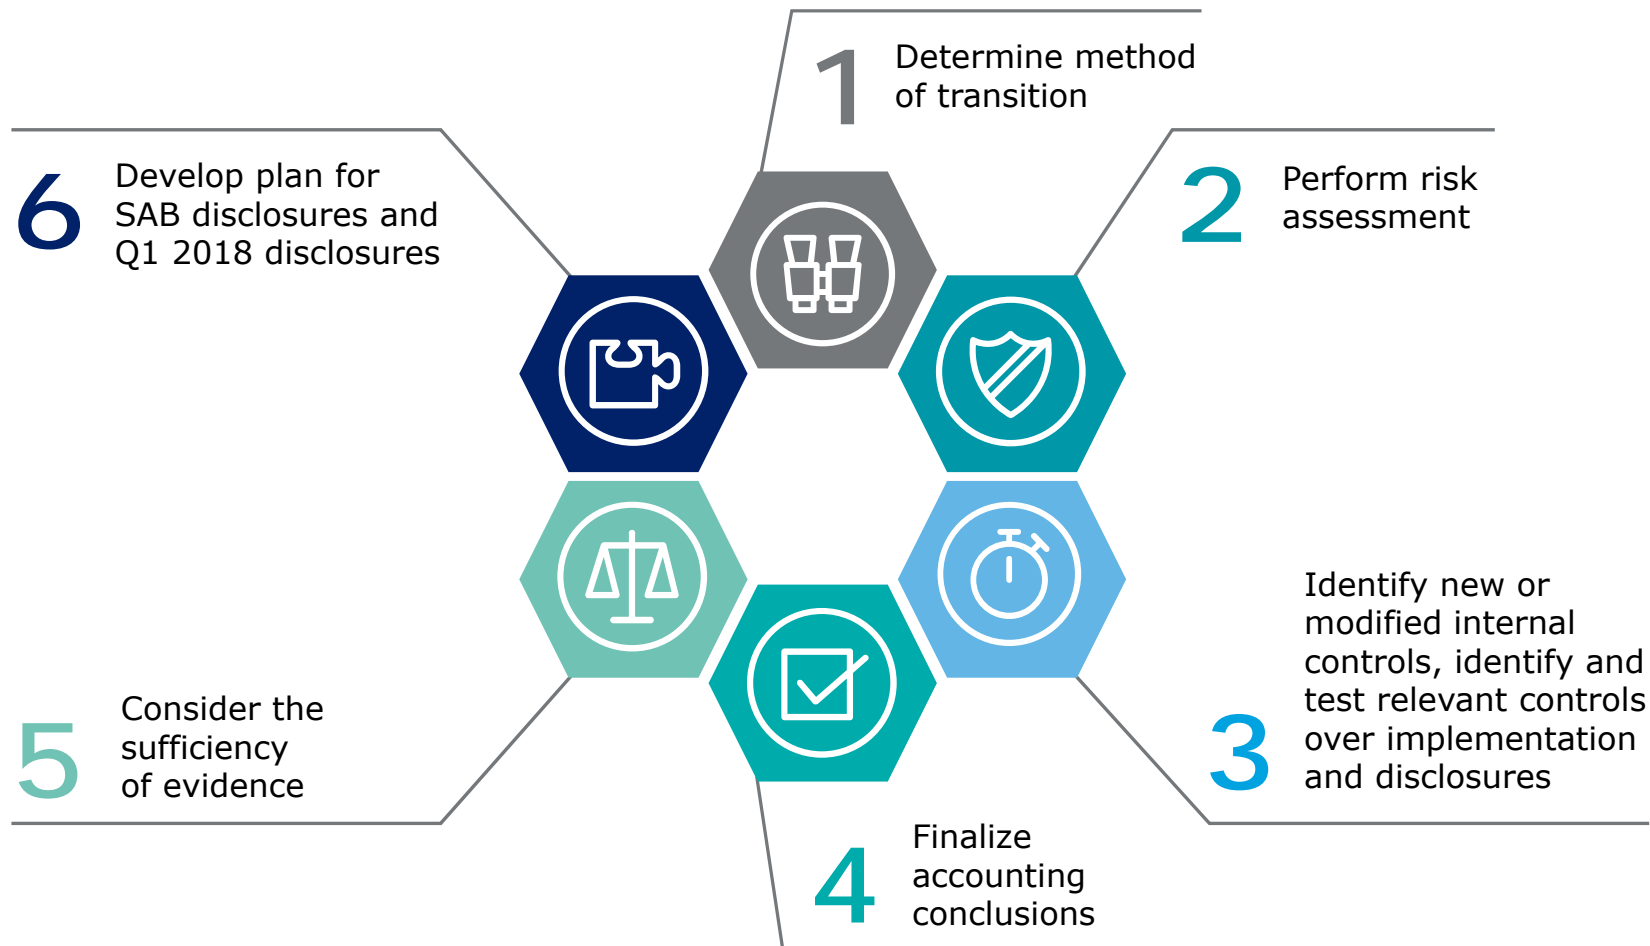 1
Determine method
of transition
2
Perform risk
assessment
3
Identify new or
modified internal
controls, identify and
test relevant controls
over implementation
and disclosures
4
Finalize
accounting
conclusions
5
Consider the
sufficiency
of evidence
6
Develop plan for
SAB disclosures and
Q1 2018 disclosures